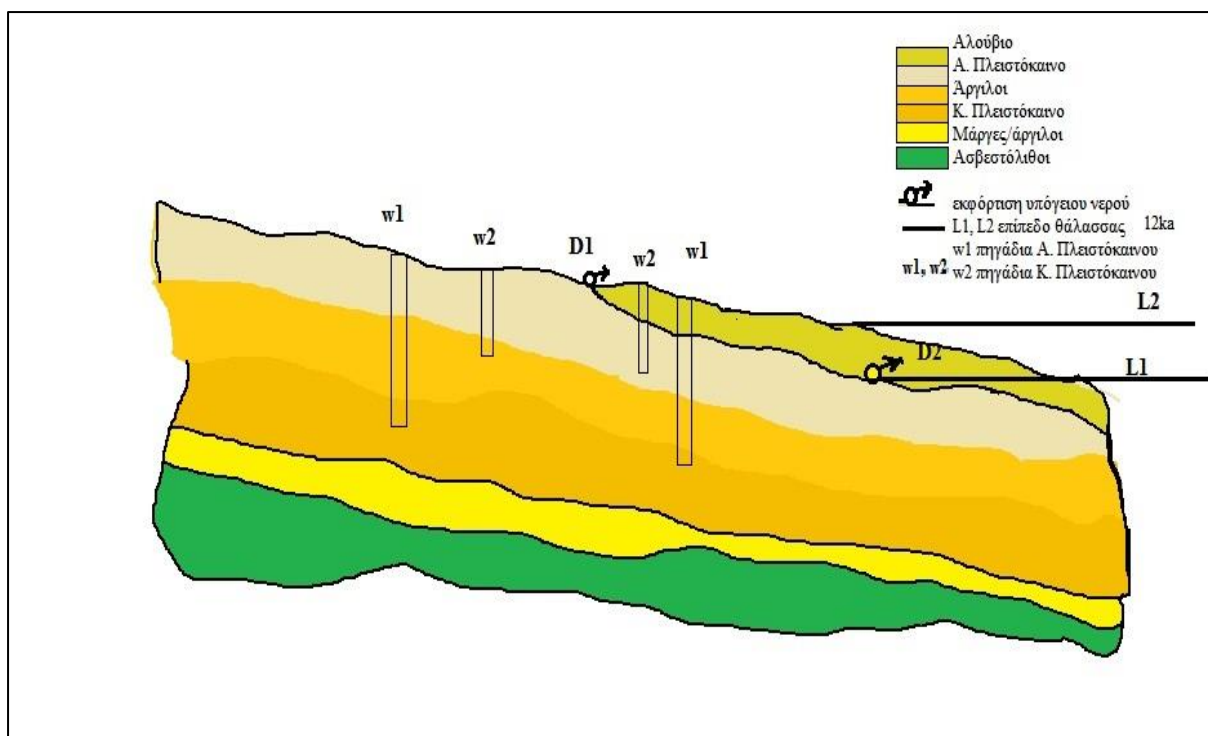 Αλούβιο
Α. Πλειστόκαινο
Άργιλοι
Κ. Πλειστόκαινο
Μάργες/άργιλοι
Ασβεστόλιθοι
εκφόρτιση υπόγειου νερού
L1, L2 επίπεδο θάλασσας 12ka
w1 πηγάδια Α. Πλειστόκαινου
w1, w2 w2 πηγάδια Κ. Πλειστόκαινου
w1
w2
D1
w2
w1
L2
D2
L1